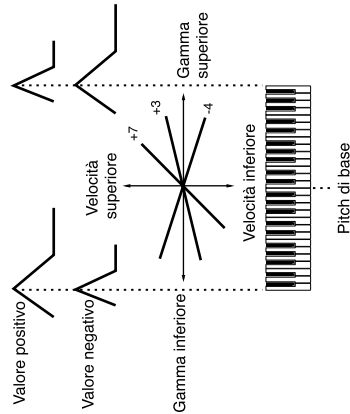 Valore positivo
Valore negativo
Gamma inferiore
Gamma
superiore
Velocità
superiore
Velocità inferiore
+7
+3
-4
Pitch di base